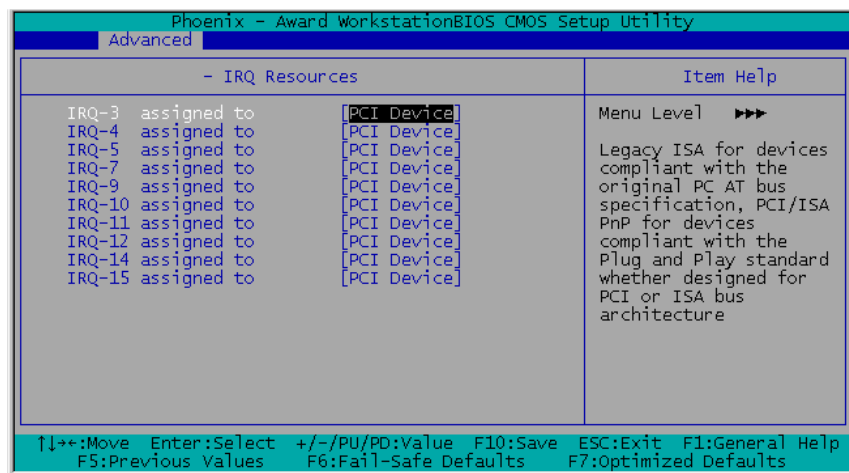 Phoenix - Award WorkstationBIOS CMOS Setup Utility
Advanced
- IRQ Resources
Item Help
IRQ-3 assigned to [PCI Device]
IRQ-4 assigned to [PCI Device]
IRQ-5 assigned to [PCI Device]
IRQ-7 assigned to [PCI Device]
IRQ-9 assigned to [PCI Device]
IRQ-10 assigned to [PCI Device]
IRQ-11 assigned to [PCI Device]
IRQ-12 assigned to [PCI Device]
IRQ-14 assigned to [PCI Device]
IRQ-15 assigned to [PCI Device]
Menu Level ►►►
Legacy ISA for devices
compliant with the
original PC AT bus
specification, PCI/ISA
PnP for devices
compliant with the
Plug and Play standard
whether designed for
PCI or ISA bus
architecture
↑↓→←:Move Enter:Select +/-/PU/PD:Value F10:Save ESC:Exit F1:General Help
F5:Previous Values F6:Fail-Safe Defaults F7:Optimized Defaults